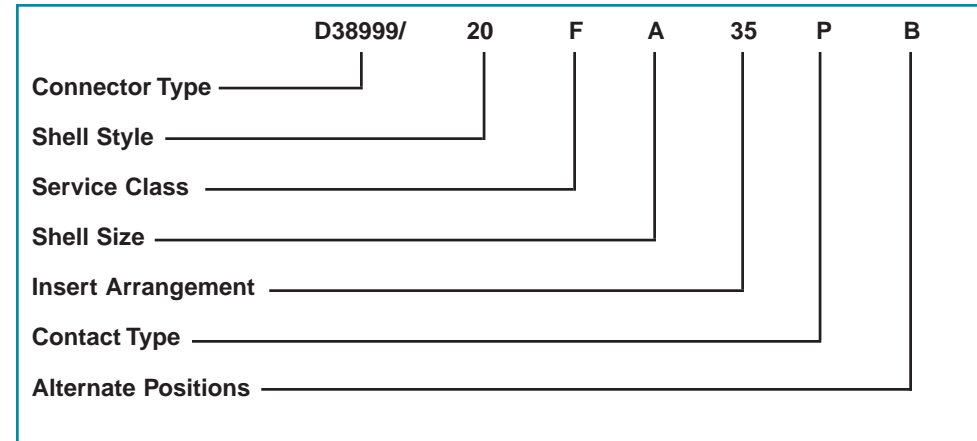 D38999/ 20 F A 35 P B
Connector Type
Shell Style
Service Class
Shell Size
Insert Arrangement
Contact Type
Alternate Positions